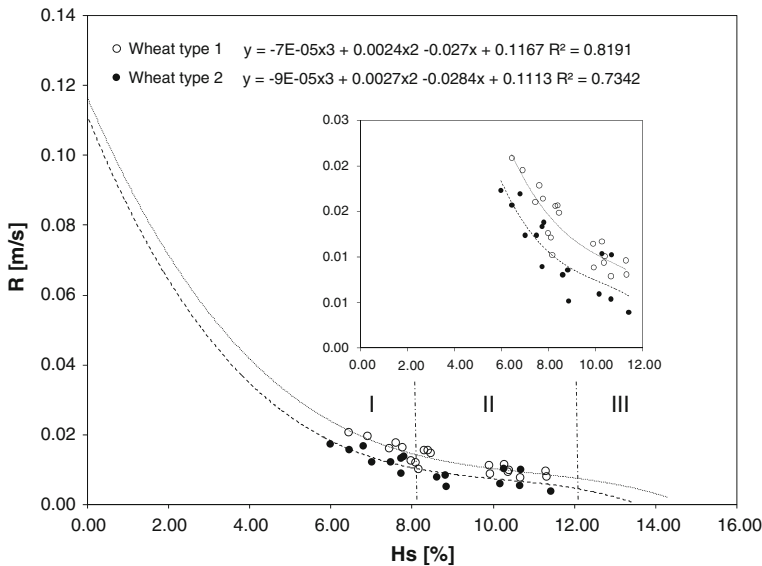 0.14
0.12
0.10
0.08
0.06
0.04
0.02
0.00
R [m/s]
Wheat type 1 y = -7E-05x3 + 0.0024x2 -0.027x + 0.1167 R² = 0.8191
Wheat type 2 y = -9E-05x3 + 0.0027x2 -0.0284x + 0.1113 R² = 0.7342
0.03
0.02
0.02
0.01
0.01
0.00
0.00 2.00 4.00 6.00 8.00 10.00 12.00
I II III
0.00 2.00 4.00 6.00 8.00 10.00 12.00 14.00 16.00
Hs [%]